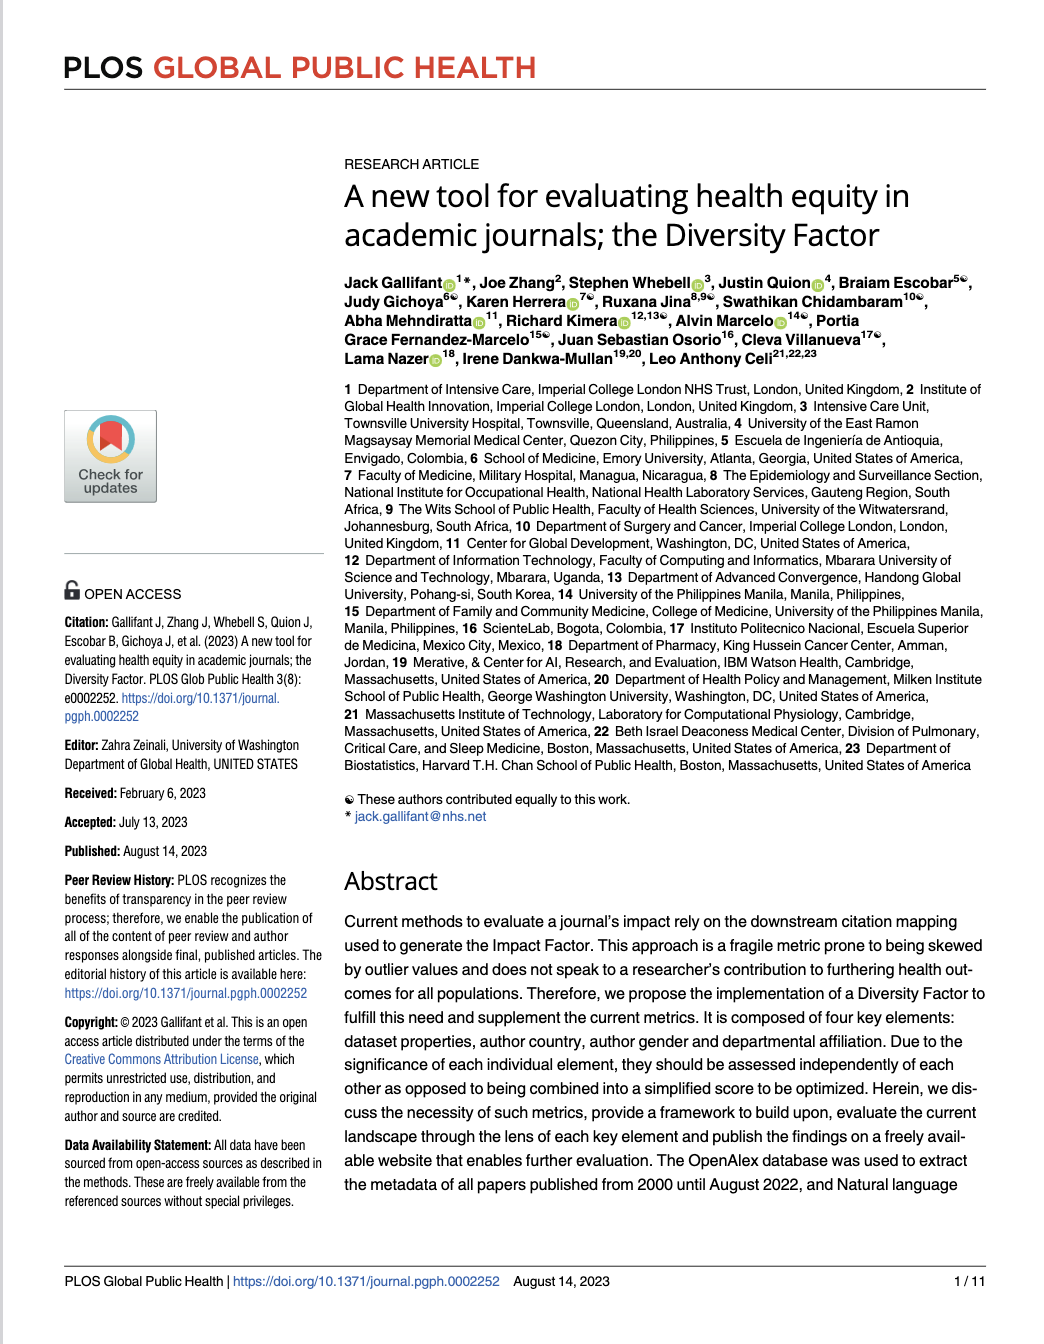 PLOS GLOBAL PUBLIC HEALTH
RESEARCH ARTICLE
A new tool for evaluating health equity in
academic journals; the Diversity Factor
Jack Gallifant iD 1*, Joe Zhang2, Stephen Whebell iD 3, Justin Quion iD 4, Braiam Escobar5☯,
Judy Gichoya6☯, Karen Herrera iD 7☯, Ruxana Jina8,9☯, Swathikan Chidambaram10☯,
Abha Mehndiratta iD 11, Richard Kimera iD 12,13☯, Alvin Marcelo iD 14☯, Portia
Grace Fernandez-Marcelo15☯, Juan Sebastian Osorio16, Cleva Villanueva17☯,
Lama Nazer iD 18, Irene Dankwa-Mullan19,20, Leo Anthony Celi21,22,23
1 Department of Intensive Care, Imperial College London NHS Trust, London, United Kingdom, 2 Institute of
Global Health Innovation, Imperial College London, London, United Kingdom, 3 Intensive Care Unit,
Townsville University Hospital, Townsville, Queensland, Australia, 4 University of the East Ramon
Magsaysay Memorial Medical Center, Quezon City, Philippines, 5 Escuela de Ingeniería de Antioquia,
Envigado, Colombia, 6 School of Medicine, Emory University, Atlanta, Georgia, United States of America,
7 Faculty of Medicine, Military Hospital, Managua, Nicaragua, 8 The Epidemiology and Surveillance Section,
National Institute for Occupational Health, National Health Laboratory Services, Gauteng Region, South
Africa, 9 The Wits School of Public Health, Faculty of Health Sciences, University of the Witwatersrand,
Johannesburg, South Africa, 10 Department of Surgery and Cancer, Imperial College London, London,
United Kingdom, 11 Center for Global Development, Washington, DC, United States of America,
12 Department of Information Technology, Faculty of Computing and Informatics, Mbarara University of
Science and Technology, Mbarara, Uganda, 13 Department of Advanced Convergence, Handong Global
University, Pohang-si, South Korea, 14 University of the Philippines Manila, Manila, Philippines,
15 Department of Family and Community Medicine, College of Medicine, University of the Philippines Manila,
Manila, Philippines, 16 ScienteLab, Bogota, Colombia, 17 Instituto Politecnico Nacional, Escuela Superior
de Medicina, Mexico City, Mexico, 18 Department of Pharmacy, King Hussein Cancer Center, Amman,
Jordan, 19 Merative, & Center for AI, Research, and Evaluation, IBM Watson Health, Cambridge,
Massachusetts, United States of America, 20 Department of Health Policy and Management, Milken Institute
School of Public Health, George Washington University, Washington, DC, United States of America,
21 Massachusetts Institute of Technology, Laboratory for Computational Physiology, Cambridge,
Massachusetts, United States of America, 22 Beth Israel Deaconess Medical Center, Division of Pulmonary,
Critical Care, and Sleep Medicine, Boston, Massachusetts, United States of America, 23 Department of
Biostatistics, Harvard T.H. Chan School of Public Health, Boston, Massachusetts, United States of America
☯ These authors contributed equally to this work.
* jack.gallifant@nhs.net
Abstract
Current methods to evaluate a journal's impact rely on the downstream citation mapping
used to generate the Impact Factor. This approach is a fragile metric prone to being skewed
by outlier values and does not speak to a researcher's contribution to furthering health out-
comes for all populations. Therefore, we propose the implementation of a Diversity Factor to
fulfill this need and supplement the current metrics. It is composed of four key elements:
dataset properties, author country, author gender and departmental affiliation. Due to the
significance of each individual element, they should be assessed independently of each
other as opposed to being combined into a simplified score to be optimized. Herein, we dis-
cuss the necessity of such metrics, provide a framework to build upon, evaluate the current
landscape through the lens of each key element and publish the findings on a freely avail-
able website that enables further evaluation. The OpenAlex database was used to extract
the metadata of all papers published from 2000 until August 2022, and Natural language
Check for
updates
OPEN ACCESS
Citation: Gallifant J, Zhang J, Whebell S, Quion J,
Escobar B, Gichoya J, et al. (2023) A new tool for
evaluating health equity in academic journals; the
Diversity Factor. PLOS Glob Public Health 3(8):
e0002252. https://doi.org/10.1371/journal.
pgph.0002252
Editor: Zahra Zeinali, University of Washington
Department of Global Health, UNITED STATES
Received: February 6, 2023
Accepted: July 13, 2023
Published: August 14, 2023
Peer Review History: PLOS recognizes the
benefits of transparency in the peer review
process; therefore, we enable the publication of
all of the content of peer review and author
responses alongside final, published articles. The
editorial history of this article is available here:
https://doi.org/10.1371/journal.pgph.0002252
Copyright: © 2023 Gallifant et al. This is an open
access article distributed under the terms of the
Creative Commons Attribution License, which
permits unrestricted use, distribution, and
reproduction in any medium, provided the original
author and source are credited.
Data Availability Statement: All data have been
sourced from open-access sources as described in
the methods. These are freely available from the
referenced sources without special privileges.
PLOS Global Public Health | https://doi.org/10.1371/journal.pgph.0002252 August 14, 2023
1 / 11